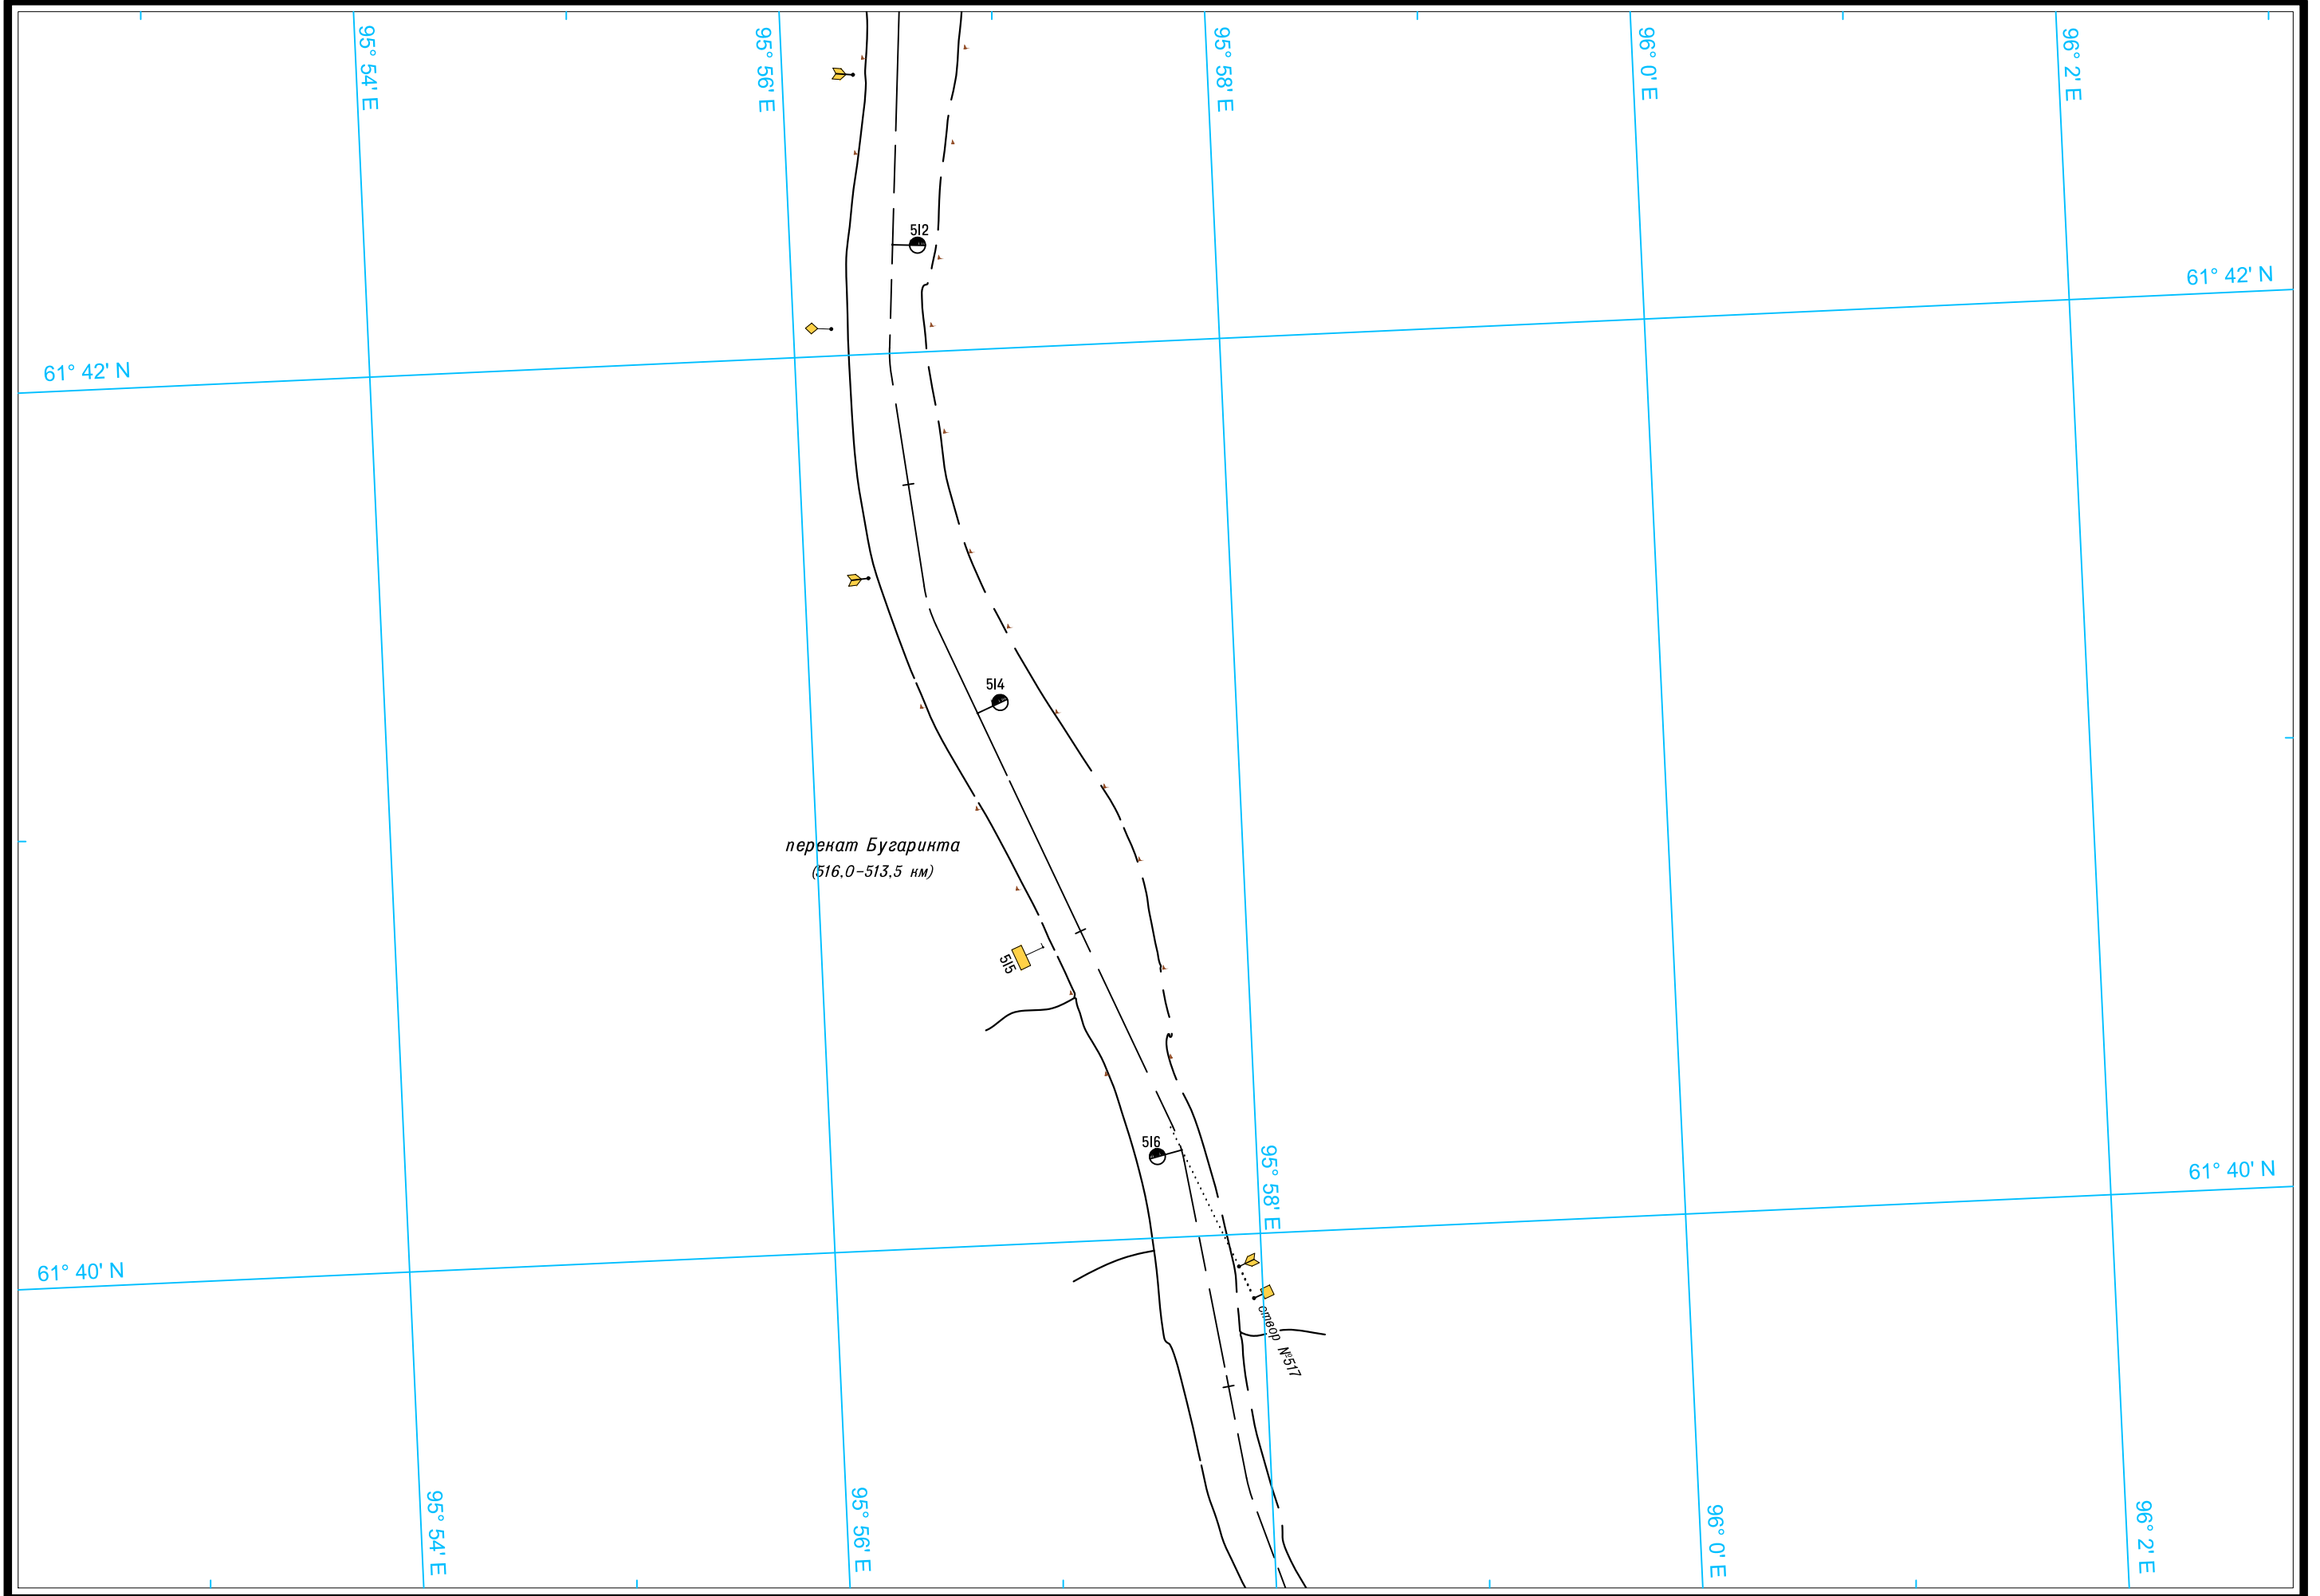 95° 54' E
95° 56' E
95° 58' E
96° 0' E
96° 2' E
512
61° 42' N
61° 42' N
514
перекат Бугарикта
(516,0-513,5 км)
515
516
95° 58' E
61° 40' N
61° 40' N
створ №517
95° 54' E
95° 56' E
96° 0' E
96° 2' E